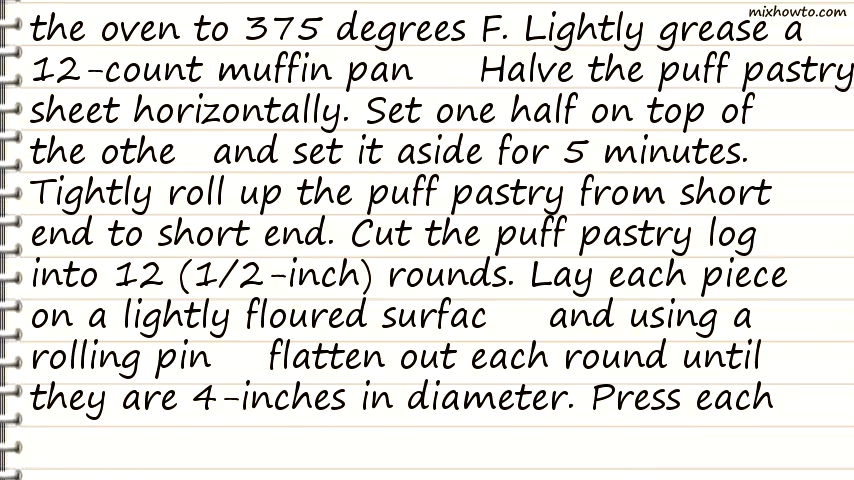 mixhowto.com
the oven to 375 degrees F. Lightly grease a
12-count muffin pan Halve the puff pastry
sheet horizontally. Set one half on top of
the othe and set it aside for 5 minutes.
Tightly roll up the puff pastry from short
end to short end. Cut the puff pastry log
into 12 (1/2-inch) rounds. Lay each piece
on a lightly floured surfac and using a
rolling pin flatten out each round until
they are 4-inches in diameter. Press each